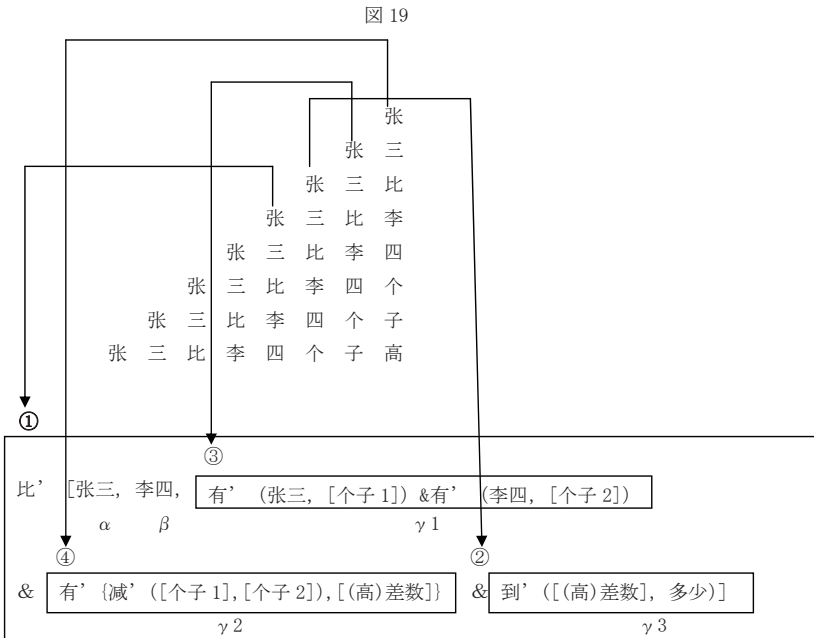 図 19
张
张 三
张 三 比
张 三 比 李
张 三 比 李 四
张 三 比 李 四 个
张 三 比 李 四 个 子
张 三 比 李 四 个 子 高
①
③
比’ [张三, 李四, 有’ (张三, [个子 1]) &有’ (李四, [个子 2])
α β γ 1
④ ②
& 有’ {减’ ([个子 1], [个子 2]), [(高)差数]} & 到’ ([(高)差数], 多少)]
γ 2 γ 3